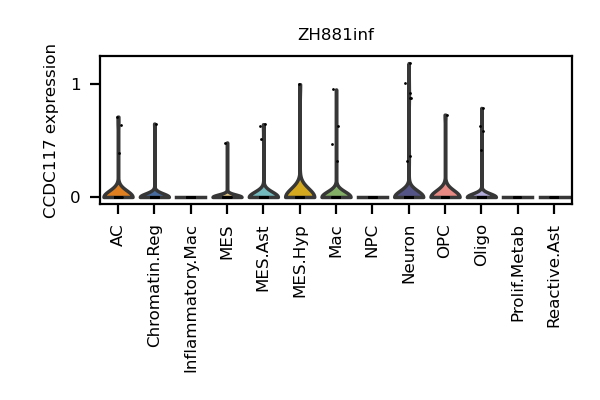 ZH881inf
CCDC117 expression
1
0
AC
Chromatin.Reg
Inflammatory.Mac
MES
MES.Ast
MES.Hyp
Mac
NPC
Neuron
OPC
Oligo
Prolif.Metab
Reactive.Ast